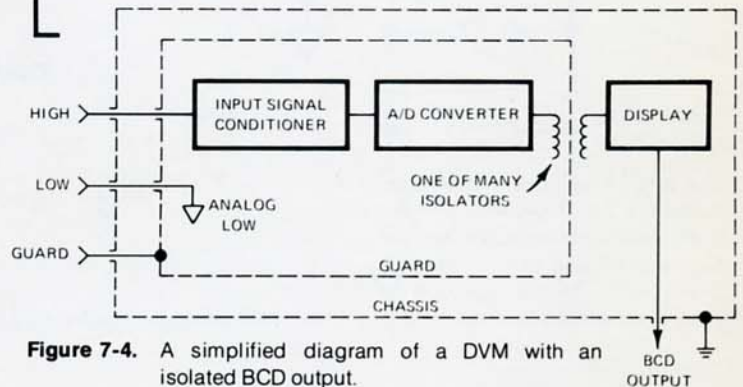 HIGH
INPUT SIGNAL
CONDITIONER
A/D CONVERTER
DISPLAY
LOW
ANALOG
LOW
ONE OF MANY
ISOLATORS
GUARD
GUARD
CHASSIS
BCD
OUTPUT
Figure 7-4. A simplified diagram of a DVM with an
isolated BCD output.